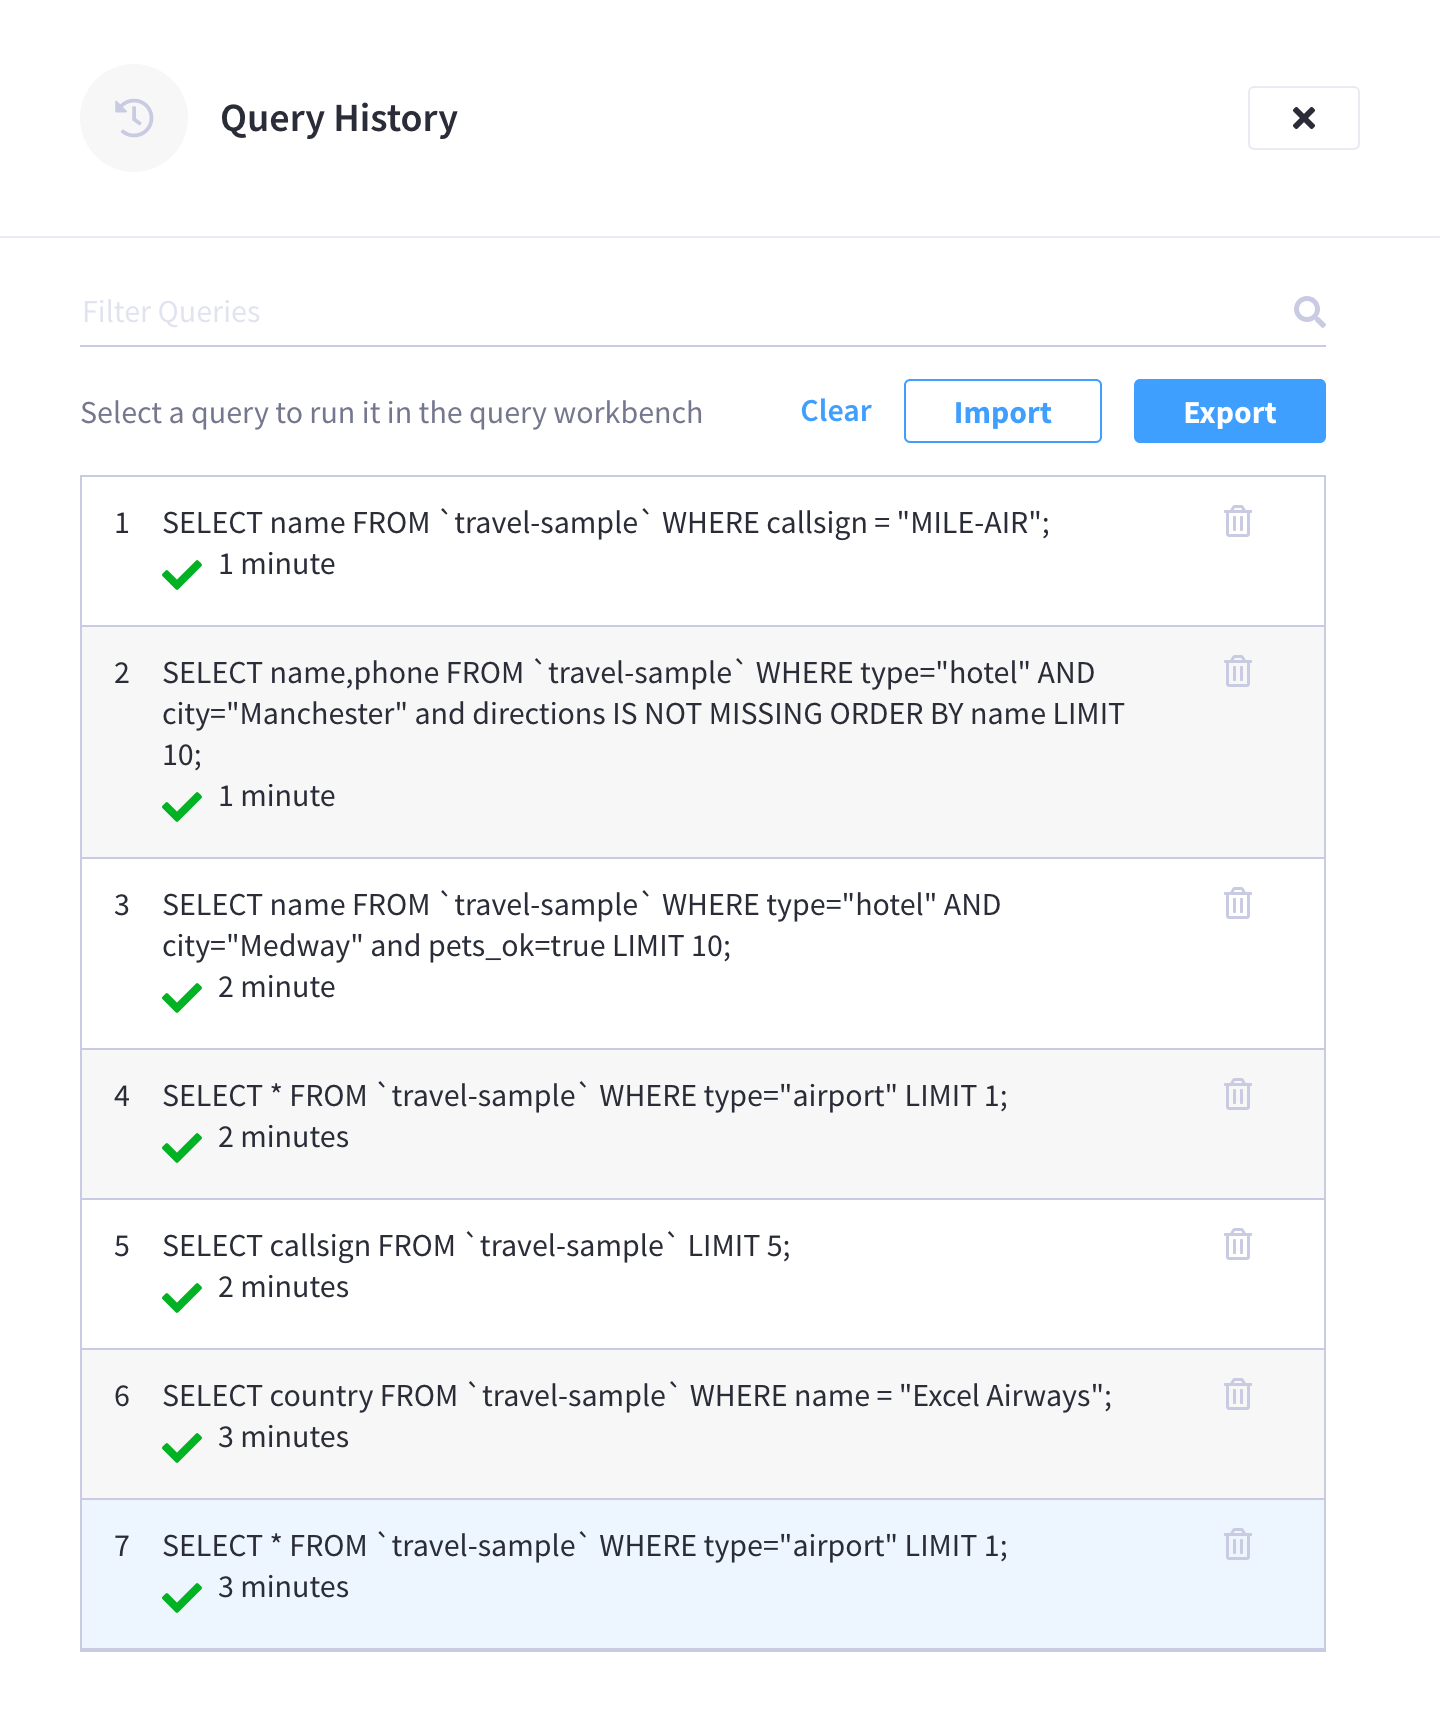 Query History
Filter Queries
Select a query to run it in the query workbench
Clear
Import
Export
1
SELECT name FROM `travel-sample` WHERE callsign = "MILE-AIR";
1 minute
2
SELECT name,phone FROM `travel-sample` WHERE type="hotel" AND
city="Manchester" and directions IS NOT MISSING ORDER BY name LIMIT
10;
1 minute
3
SELECT name FROM `travel-sample` WHERE type="hotel" AND
city="Medway" and pets_ok=true LIMIT 10;
2 minute
4
SELECT * FROM `travel-sample` WHERE type="airport" LIMIT 1;
2 minutes
5
SELECT callsign FROM `travel-sample` LIMIT 5;
2 minutes
6
SELECT country FROM `travel-sample` WHERE name = "Excel Airways";
3 minutes
7
SELECT * FROM `travel-sample` WHERE type="airport" LIMIT 1;
3 minutes